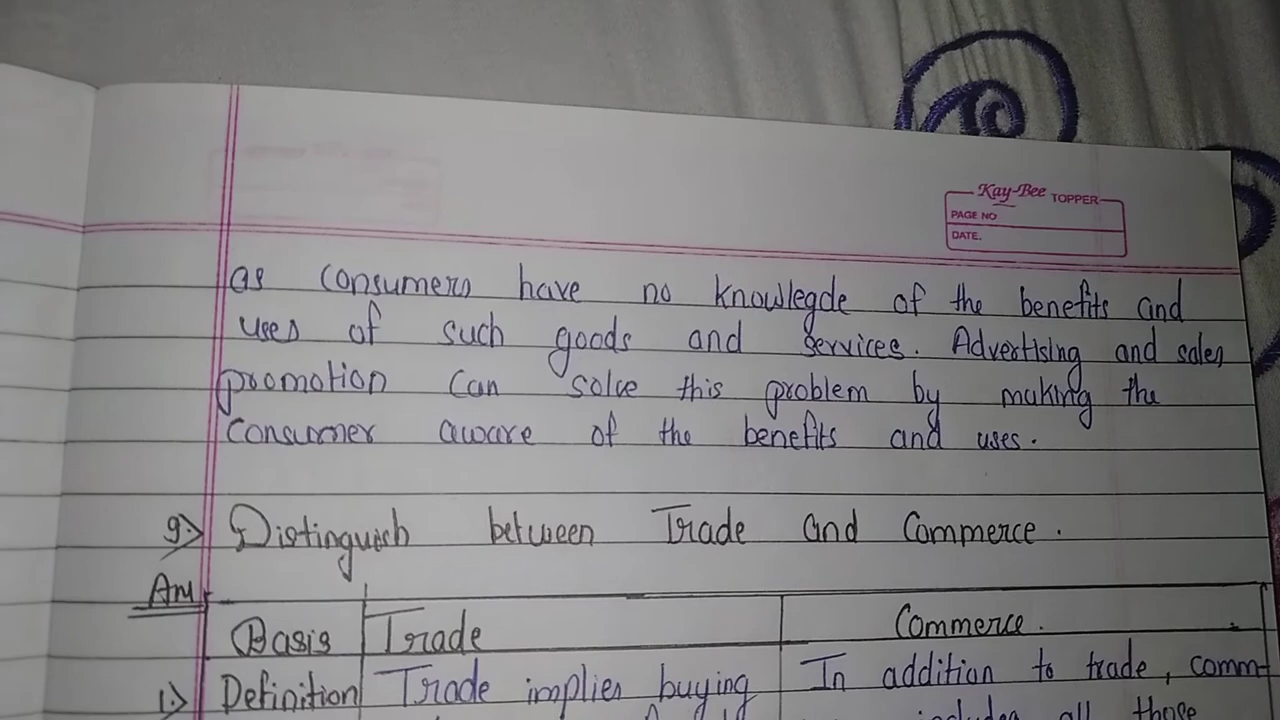 Kay-Bee TOPPER
PAGE NO
DATE.
as consumers have no knowlegde of the benefits and
uses of such goods and services. Advertising and sales
promotion can solve this problem by making the
consumer aware of the benefits and uses.
9.> Distinguish between Trade and Commerce.
Ans
Basis Trade Commerce.
1.> Definition Trade implies buying In addition to trade, comm-
includes all those